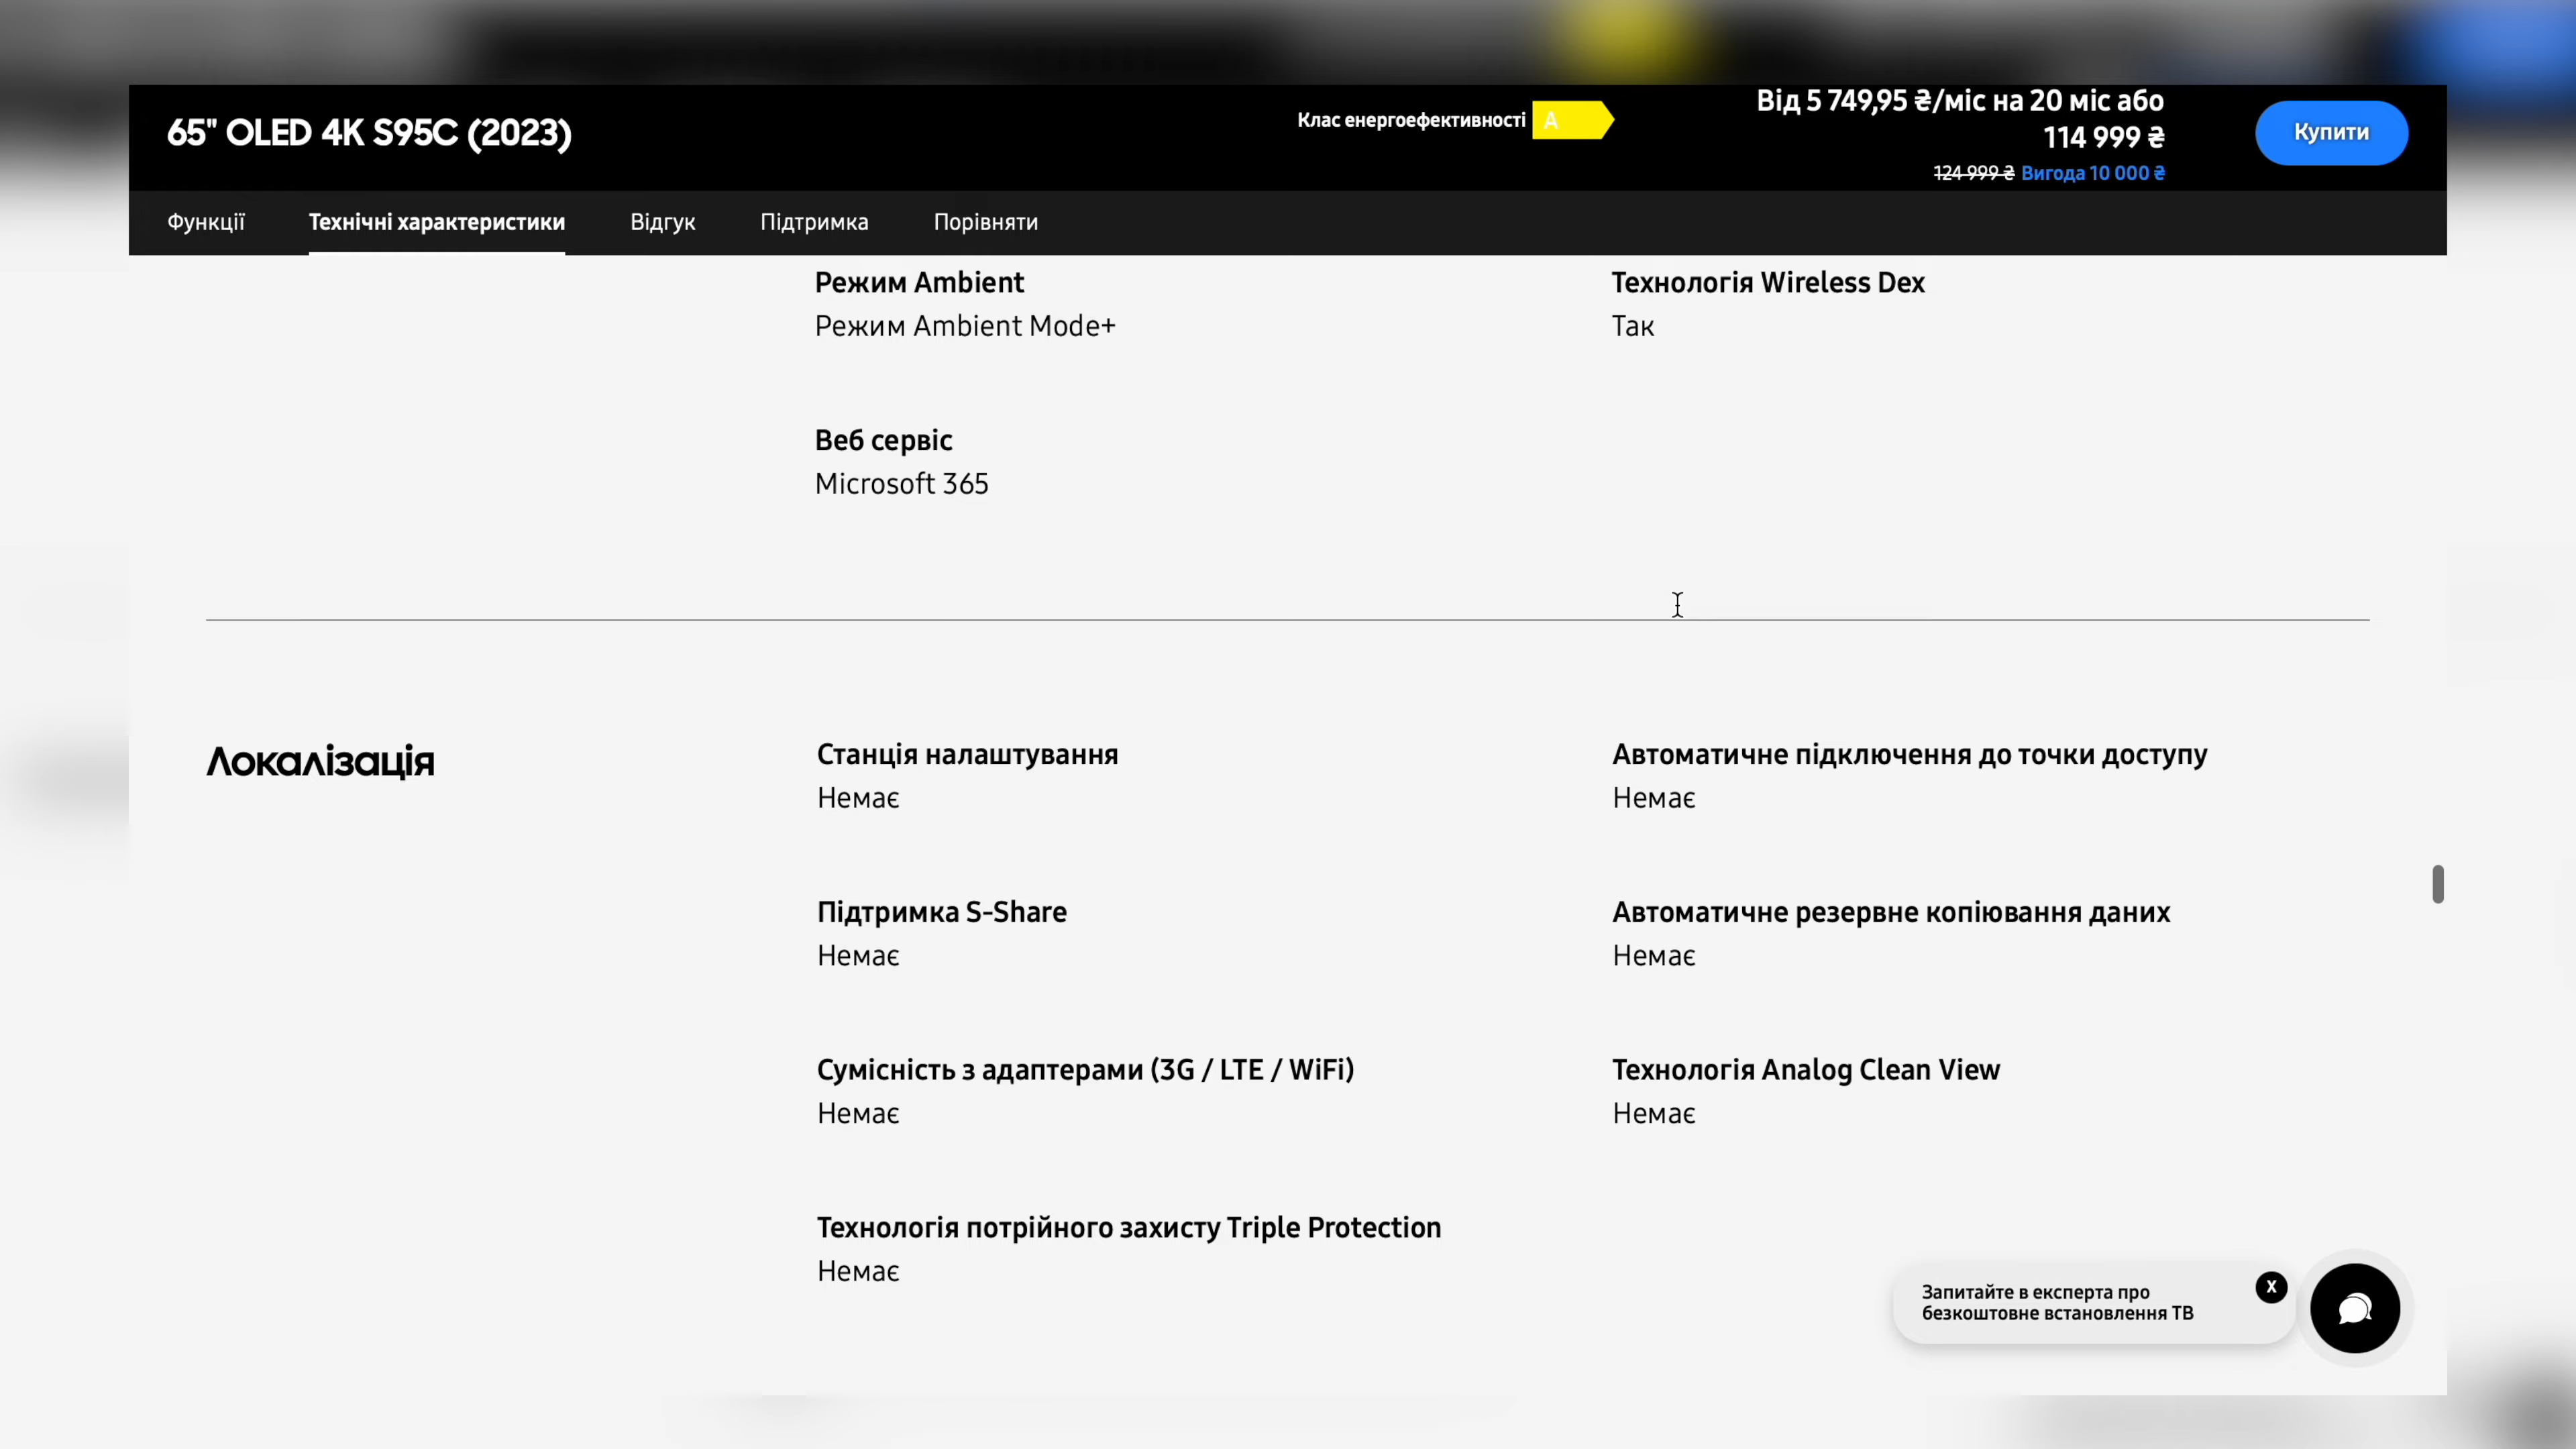 65" OLED 4K S95C (2023)
Клас енергоефективності A
Від 5 749,95 ₴/міс на 20 міс або
114 999 ₴
124 999 ₴ Вигода 10 000 ₴
Купити
Функції Технічні характеристики Відгук Підтримка Порівняти
Режим Ambient
Режим Ambient Mode+
Технологія Wireless Dex
Так
Веб сервіс
Microsoft 365
Локалізація
Станція налаштування
Немає
Автоматичне підключення до точки доступу
Немає
Підтримка S-Share
Немає
Автоматичне резервне копіювання даних
Немає
Сумісність з адаптерами (3G / LTE / WiFi)
Немає
Технологія Analog Clean View
Немає
Технологія потрійного захисту Triple Protection
Немає
Запитайте в експерта про
безкоштовне встановлення ТВ
X